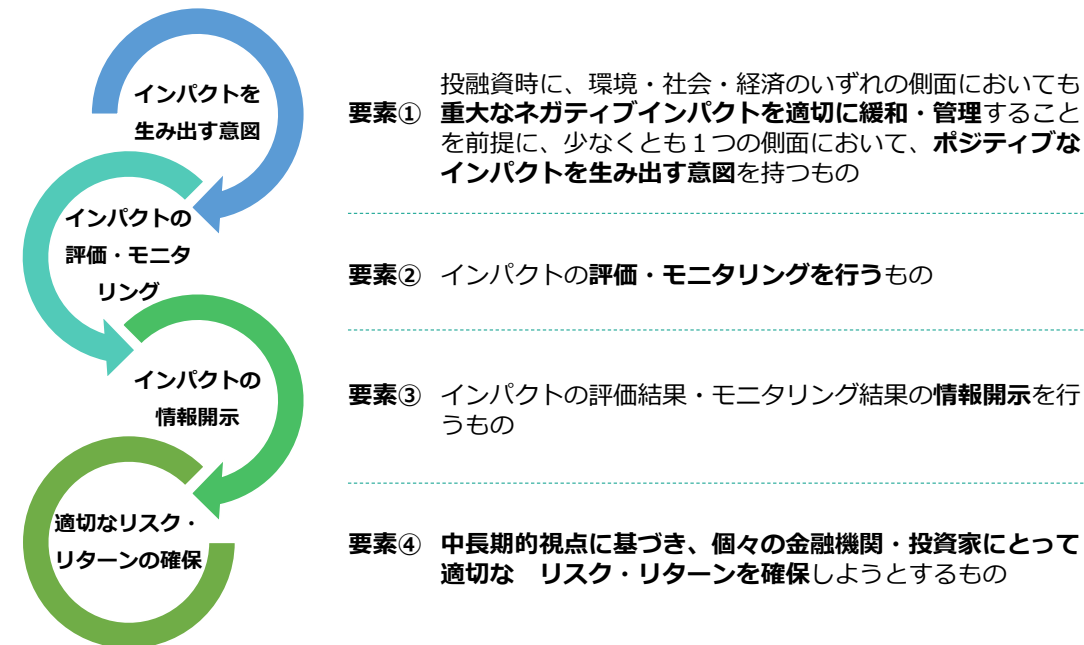 インパクトを
生み出す意図
投融資時に、環境・社会・経済のいずれの側面においても
要素① 重大なネガティブインパクトを適切に緩和・管理すること
を前提に、少なくとも１つの側面において、ポジティブな
インパクトを生み出す意図を持つもの
インパクトの
評価・モニタ
リング
要素② インパクトの評価・モニタリングを行うもの
インパクトの
情報開示
要素③ インパクトの評価結果・モニタリング結果の情報開示を行
うもの
適切なリスク・
リターンの確保
要素④ 中長期的視点に基づき、個々の金融機関・投資家にとって
適切な　リスク・リターンを確保しようとするもの